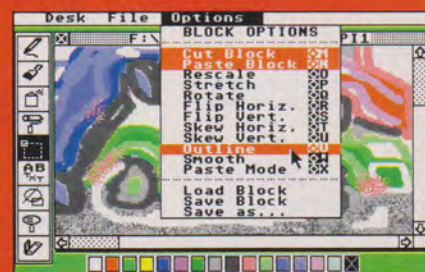 Desk File Options
F:\ PI1
BLOCK OPTIONS
Cut Block ◆M
Paste Block ◆N
Rescale ◆O
Stretch ◆P
Rotate ◆Q
Flip Horiz. ◆R
Flip Vert. ◆S
Skew Horiz. ◆T
Skew Vert. ◆U
Outline ◆V
Smooth ◆W
Paste Mode ◆X
Load Block
Save Block
Save as...
AB